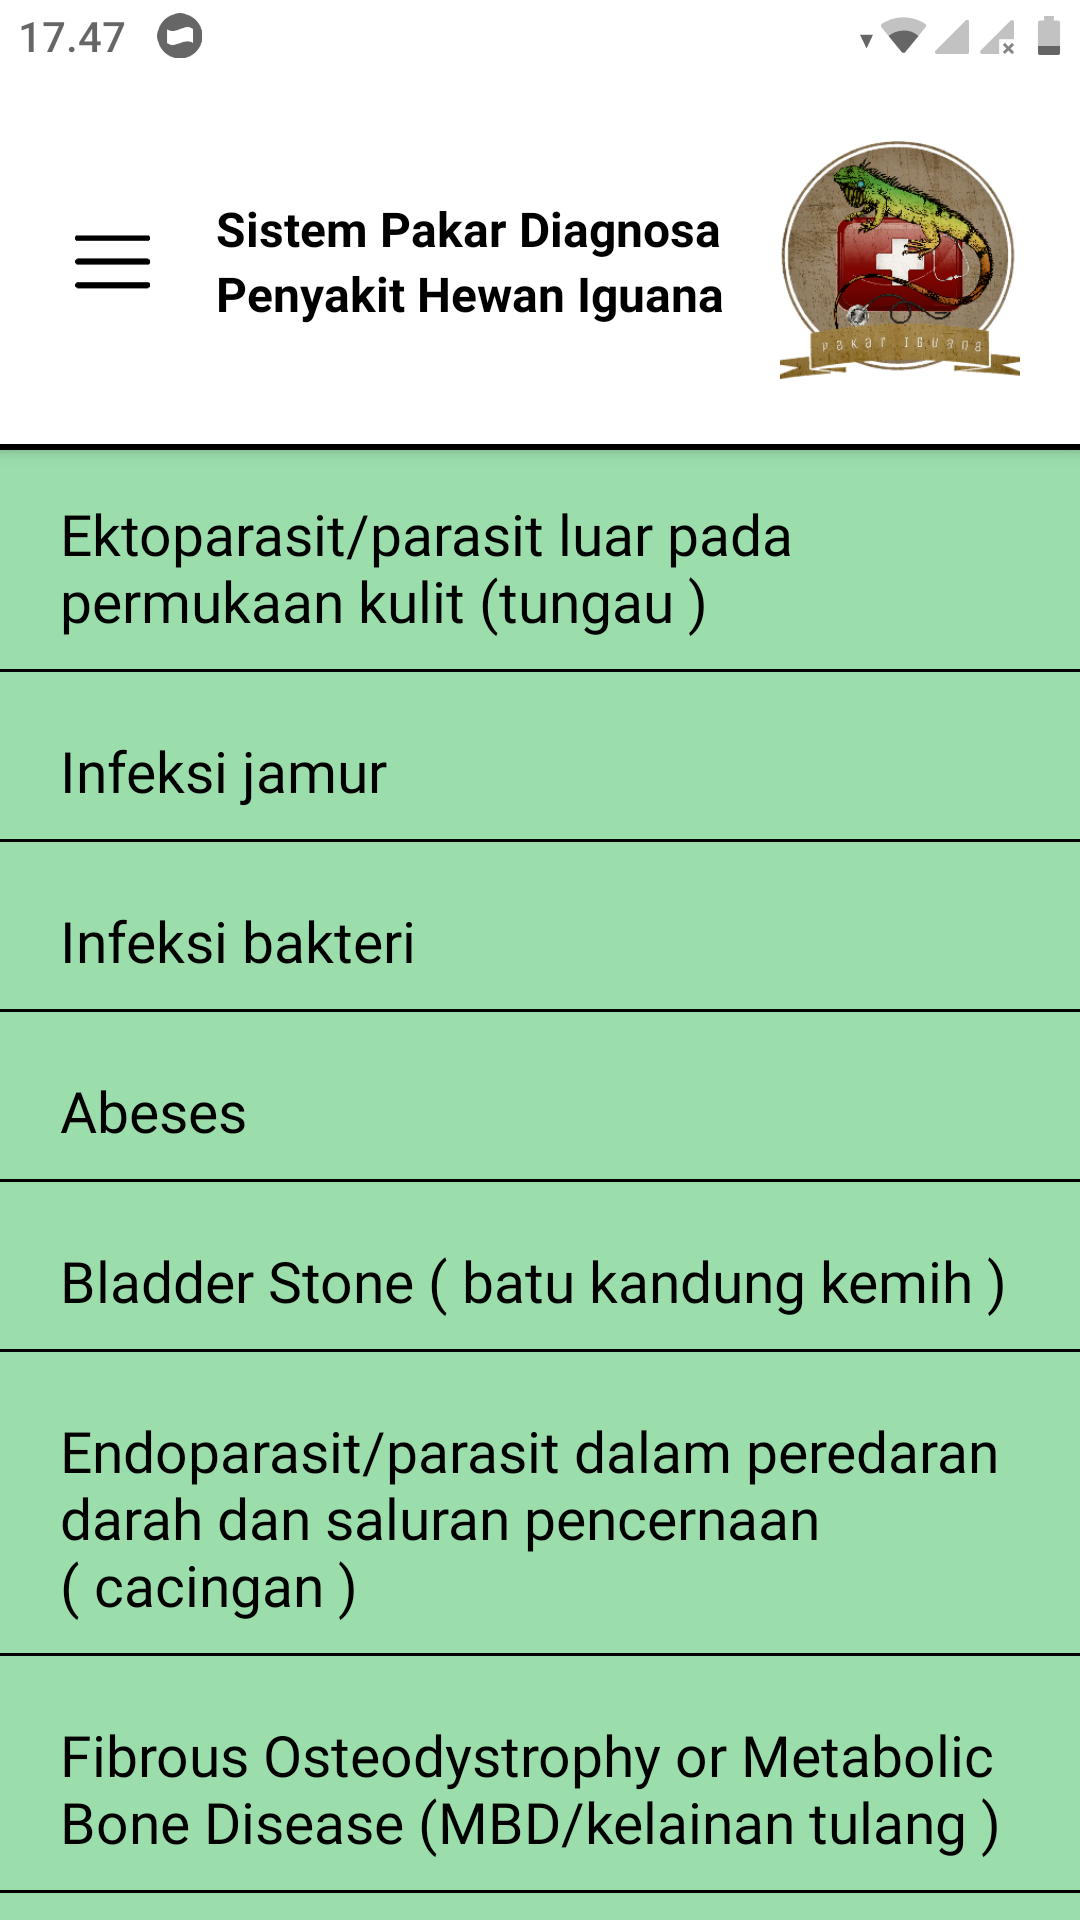 17.47
Sistem Pakar Diagnosa
Penyakit Hewan Iguana
Pakar Iguana
Ektoparasit/parasit luar pada
permukaan kulit (tungau )
Infeksi jamur
Infeksi bakteri
Abeses
Bladder Stone ( batu kandung kemih )
Endoparasit/parasit dalam peredaran
darah dan saluran pencernaan
( cacingan )
Fibrous Osteodystrophy or Metabolic
Bone Disease (MBD/kelainan tulang )